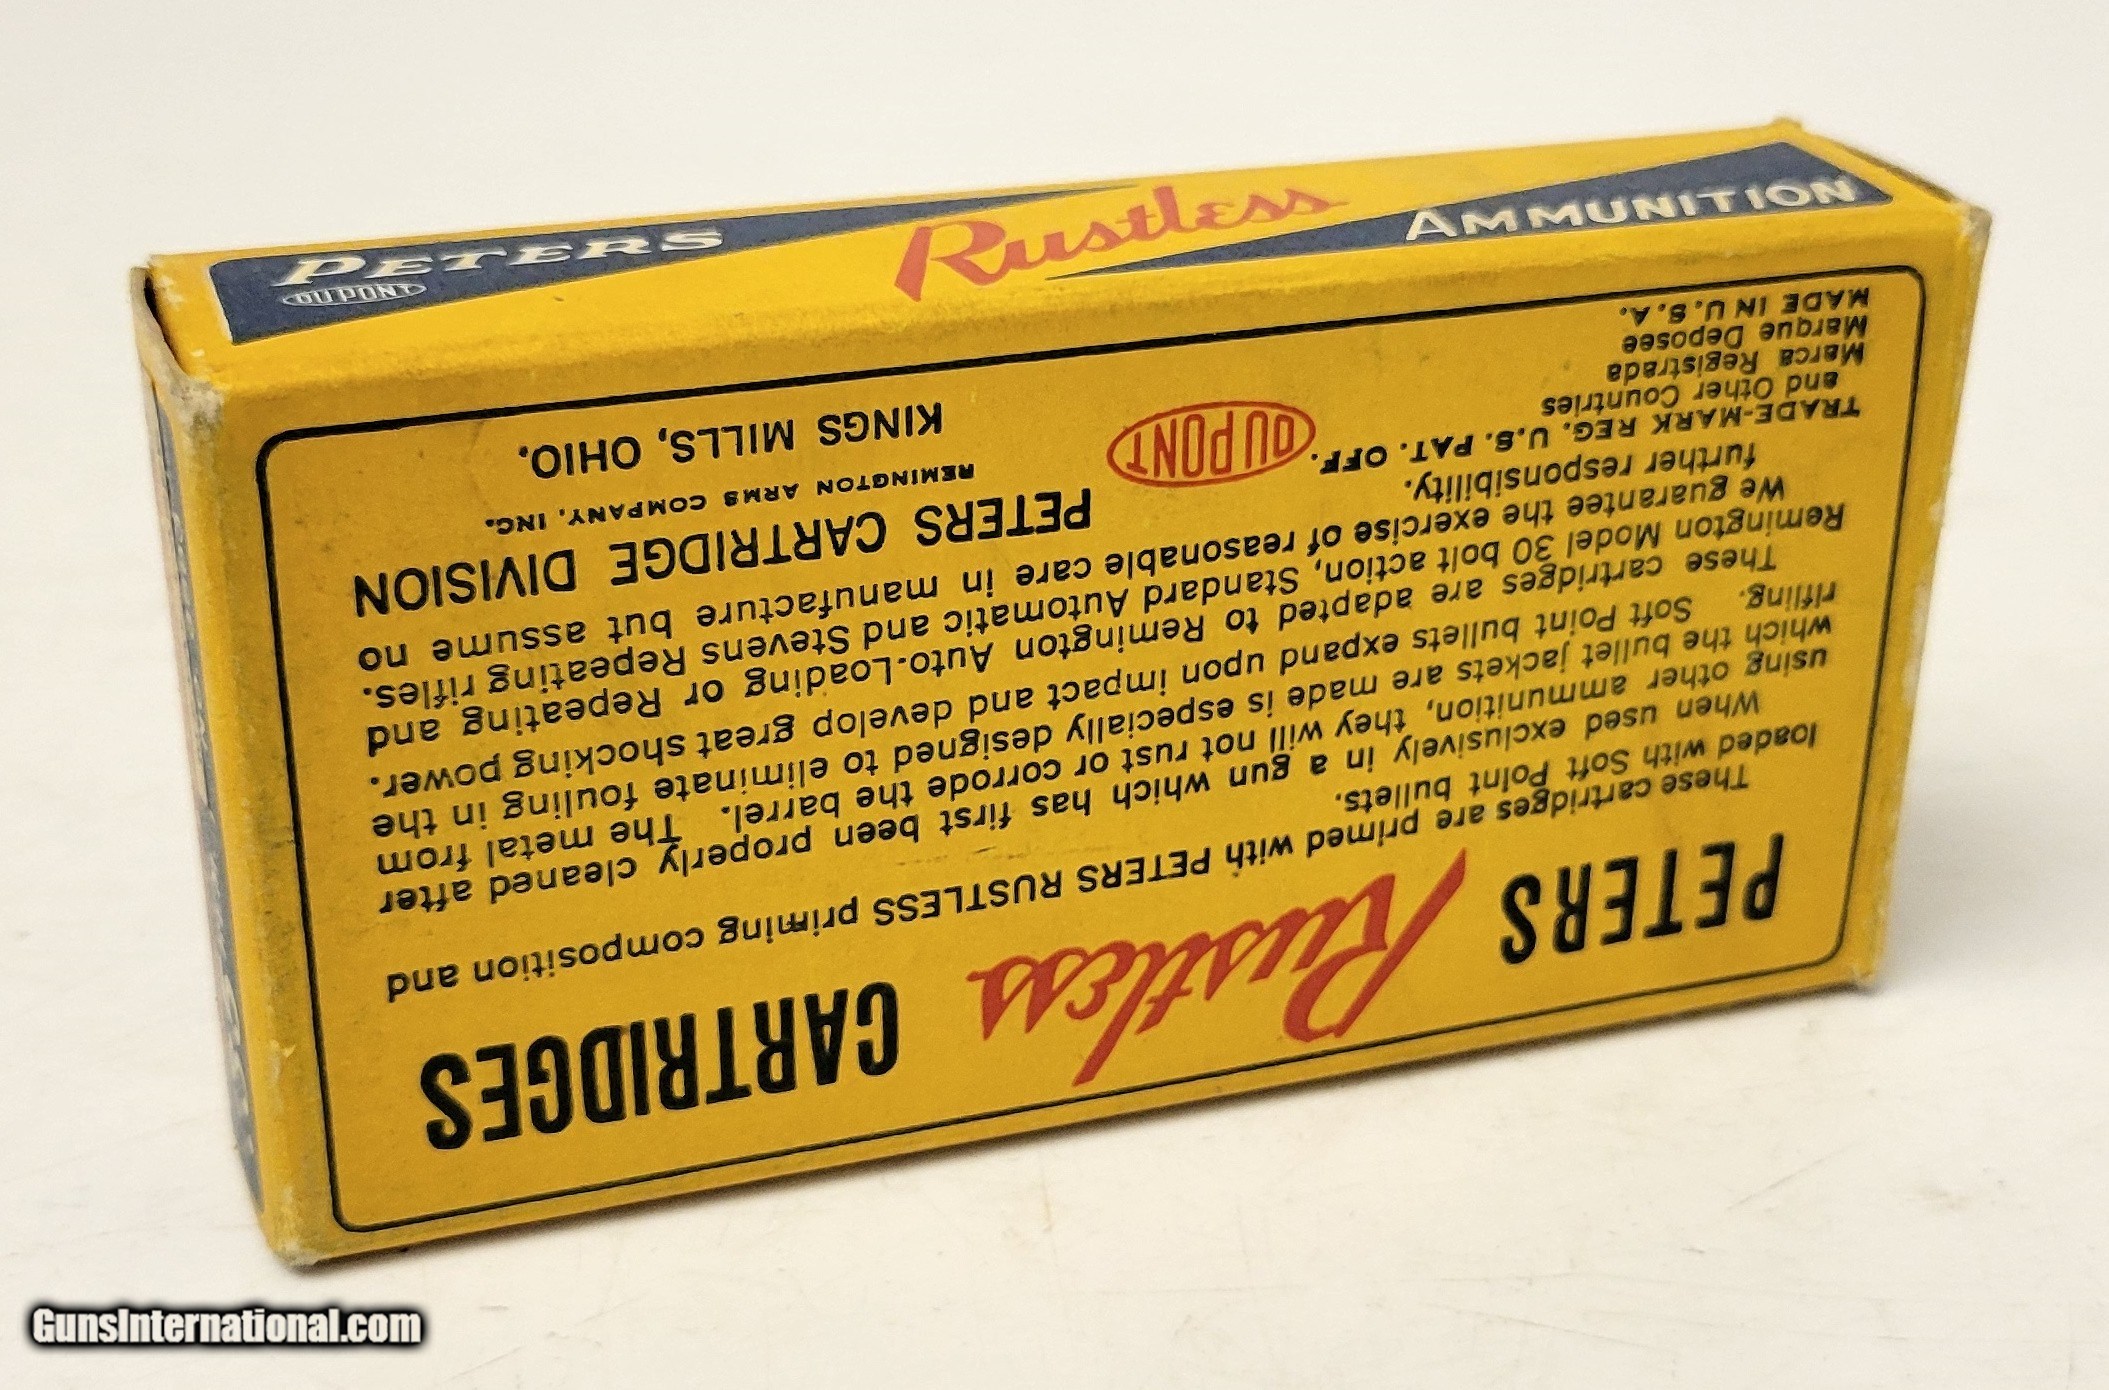 PETERS
DU PONT
Rustless
AMMUNITION
PETERS Rustless CARTRIDGES
These cartridges are primed with PETERS RUSTLESS priming composition and
loaded with Soft Point bullets.
When used exclusively in a gun which has first been properly cleaned after
using other ammunition, they will not rust or corrode the barrel. The metal from
which the bullet jackets are made is especially designed to eliminate fouling in the
rifling. Soft Point bullets expand upon impact and develop great shocking power.
These cartridges are adapted to Remington Auto-Loading or Repeating and
Remington Model 30 bolt action, Standard Automatic and Stevens Repeating rifles.
We guarantee the exercise of reasonable care in manufacture but assume no
further responsibility.
TRADE-MARK REG. U.S. PAT. OFF.
and Other Countries
Marca Registrada
Marque Deposee
MADE IN U.S.A.
DU PONT
PETERS CARTRIDGE DIVISION
REMINGTON ARMS COMPANY, INC.
KINGS MILLS, OHIO.
GunsInternational.com